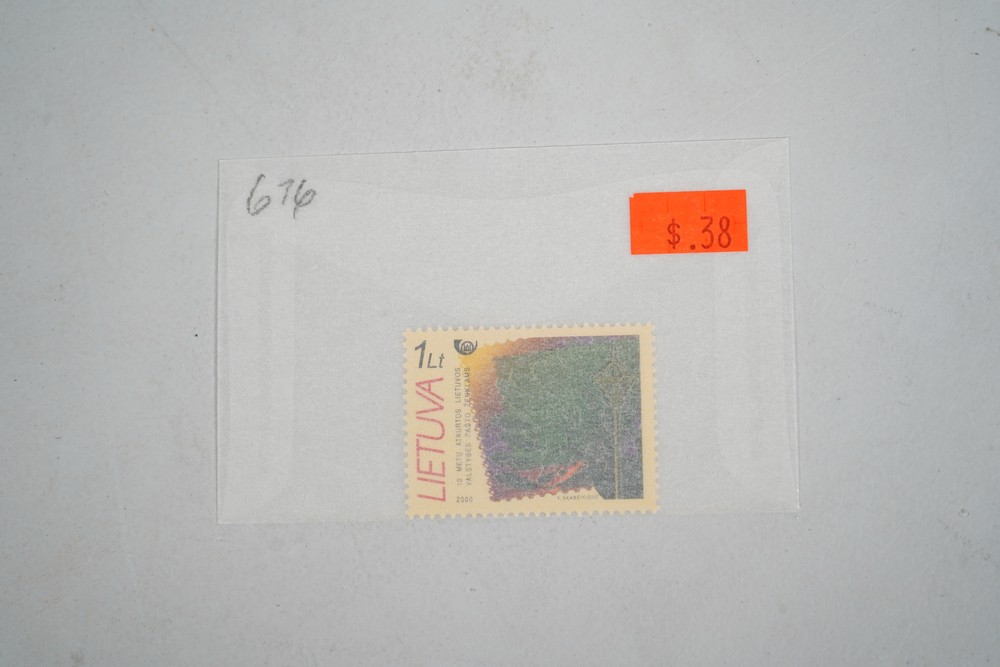 676
$.38
1Lt
LIETUVA
10 METŲ ATKURTOS LIETUVOS
VALSTYBĖS PAŠTO ŽENKLAMS
2000